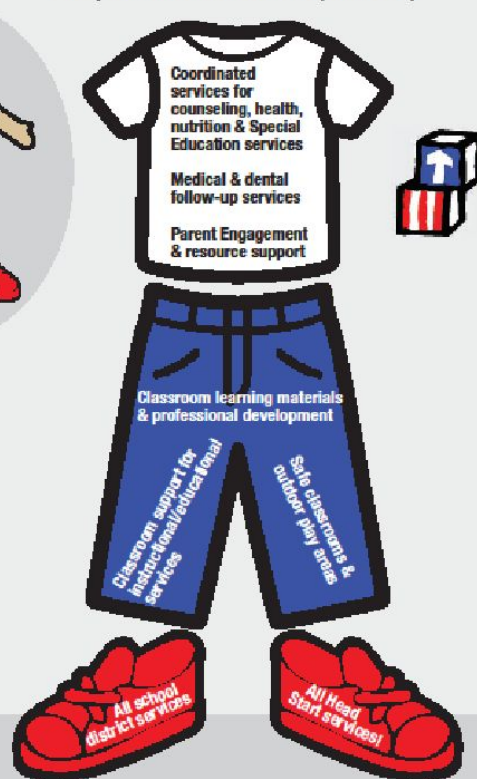 Coordinated
services for
counseling, health,
nutrition & Special
Education services
Medical & dental
follow-up services
Parent Engagement
& resource support
Classroom learning materials
& professional development
Classroom support for
instructional/educational
services
Safe classrooms &
outdoor play areas
All school
district services
All Head
Start services!